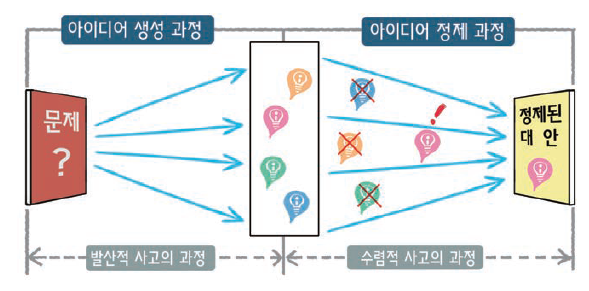 아이디어 생성 과정
아이디어 정제 과정
문제
?
!
정제된
대 안
발산적 사고의 과정
수렴적 사고의 과정